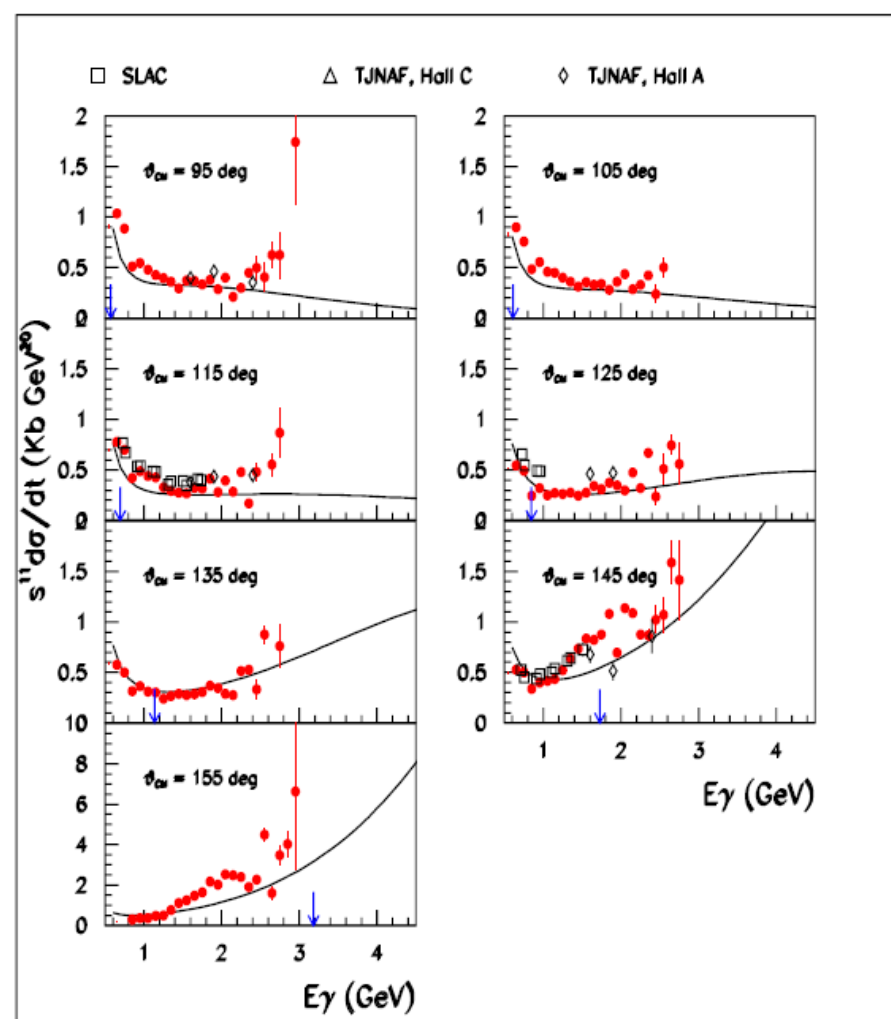 SLAC
TJNAF, Hall C
TJNAF, Hall A
s¹¹dσ/dt (Kb GeV²⁰)
2
1.5
1
0.5
0
ϑCM = 95 deg
2
1.5
1
0.5
0
ϑCM = 105 deg
1.5
1
0.5
ϑCM = 115 deg
1.5
1
0.5
ϑCM = 125 deg
1.5
1
0.5
ϑCM = 135 deg
1.5
1
0.5
0
ϑCM = 145 deg
1 2 3 4
Eγ (GeV)
10
8
6
4
2
0
ϑCM = 155 deg
1 2 3 4
Eγ (GeV)